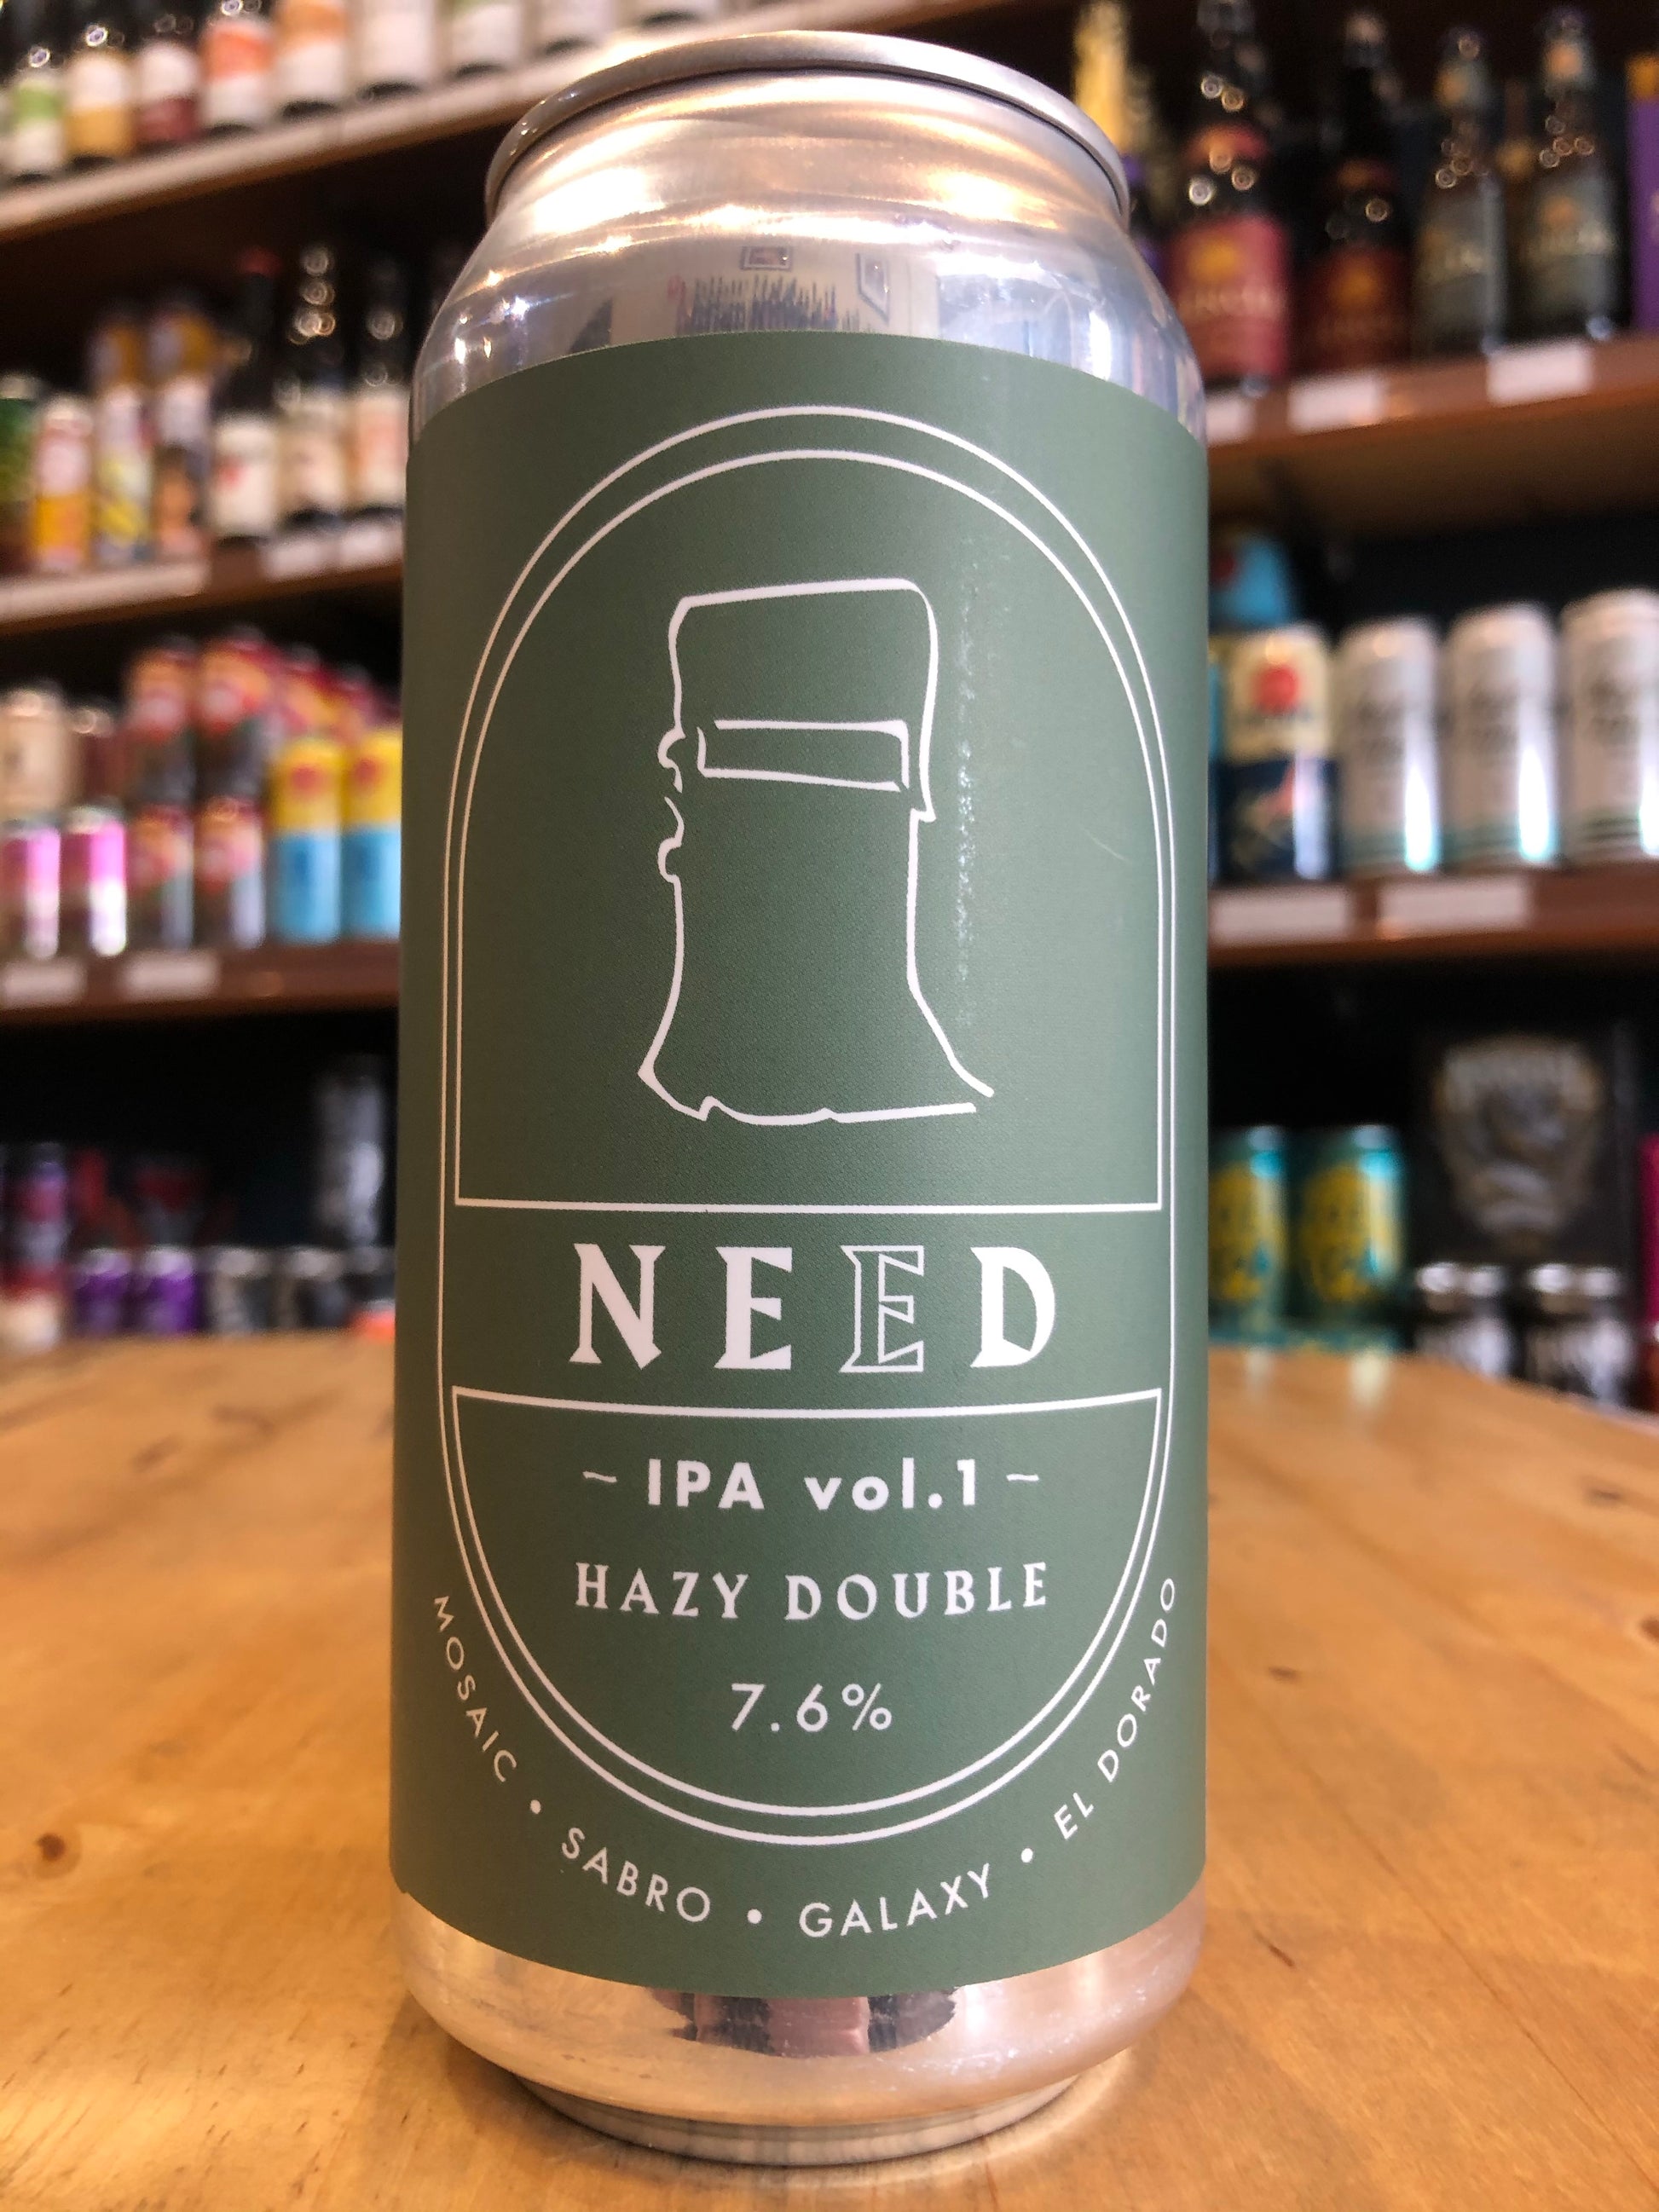 NEED
~ IPA vol.1 ~
HAZY DOUBLE
7.6%
MOSAIC • SABRO • GALAXY • EL DORADO